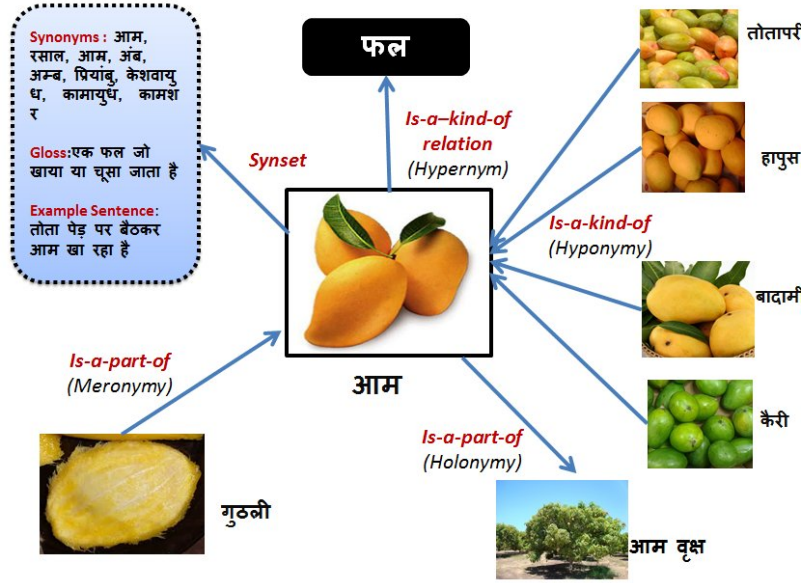 Synonyms : आम,
रसाल, आम, अंब,
अम्ब, प्रियांबु, केशवायु
ध, कामायुध, कामश
र
Gloss:एक फल जो
खाया या चूसा जाता है
Example Sentence:
तोता पेड़ पर बैठकर
आम खा रहा है
फल
Is-a–kind-of
relation
(Hypernym)
Synset
तोतापरी
हापुस
Is-a-kind-of
(Hyponymy)
बादामी
कैरी
आम
Is-a-part-of
(Meronymy)
गुठली
Is-a-part-of
(Holonymy)
आम वृक्ष